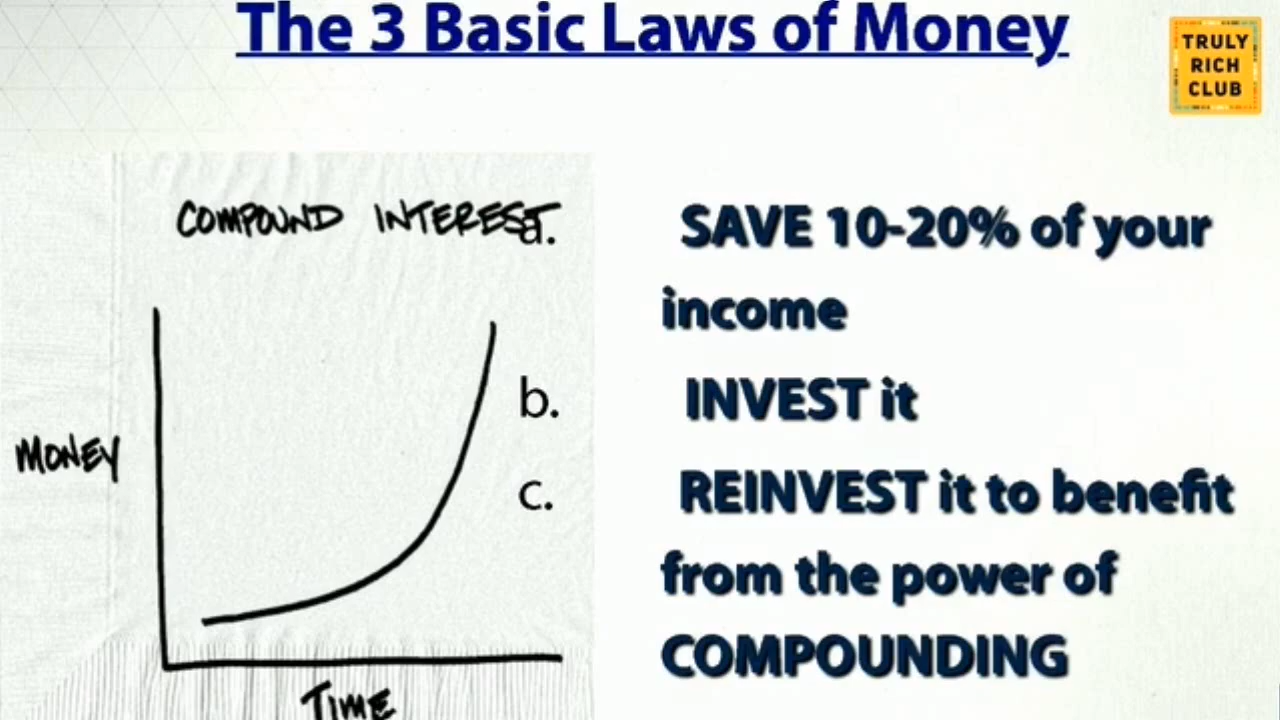 The 3 Basic Laws of Money
TRULY
RICH
CLUB
COMPOUND INTEREST
MONEY
TIME
a. SAVE 10-20% of your
income
b. INVEST it
c. REINVEST it to benefit
from the power of
COMPOUNDING